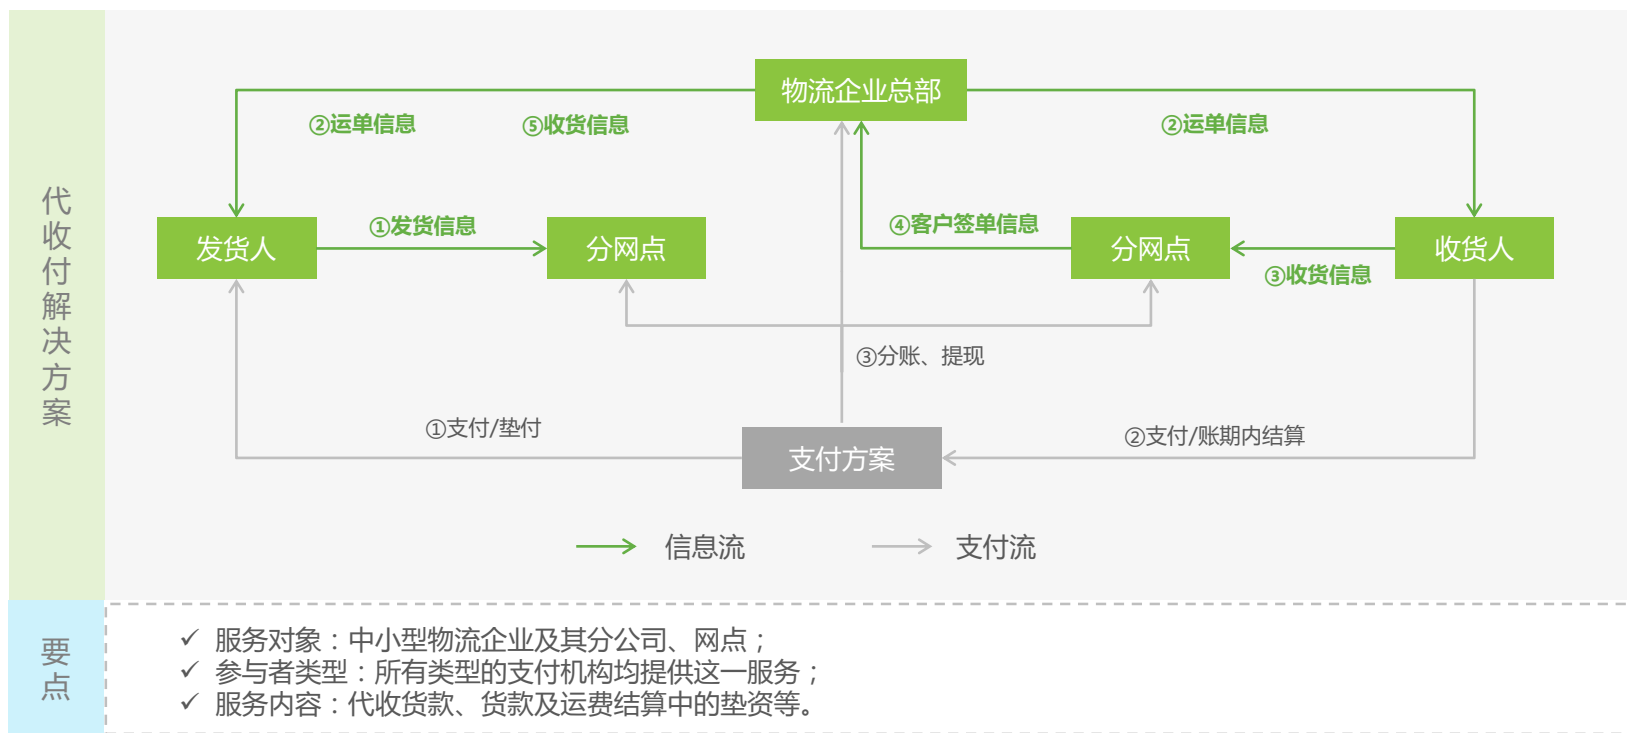 代收付解决方案
物流企业总部
②运单信息
⑤收货信息
②运单信息
发货人
①发货信息
分网点
④客户签单信息
分网点
③收货信息
收货人
③分账、提现
①支付/垫付
支付方案
②支付/账期内结算
信息流
支付流
要点
✓ 服务对象：中小型物流企业及其分公司、网点；
✓ 参与者类型：所有类型的支付机构均提供这一服务；
✓ 服务内容：代收货款、货款及运费结算中的垫资等。